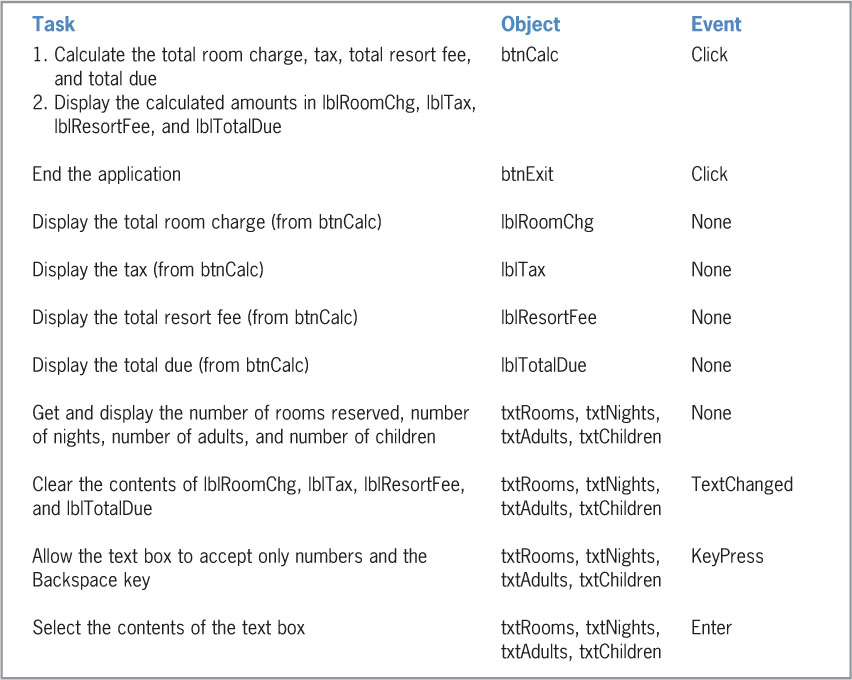 Task Object Event
1. Calculate the total room charge, tax, total resort fee, btnCalc Click
and total due
2. Display the calculated amounts in lblRoomChg, lblTax,
lblResortFee, and lblTotalDue
End the application btnExit Click
Display the total room charge (from btnCalc) lblRoomChg None
Display the tax (from btnCalc) lblTax None
Display the total resort fee (from btnCalc) lblResortFee None
Display the total due (from btnCalc) lblTotalDue None
Get and display the number of rooms reserved, number txtRooms, txtNights, None
of nights, number of adults, and number of children txtAdults, txtChildren
Clear the contents of lblRoomChg, lblTax, lblResortFee, txtRooms, txtNights, TextChanged
and lblTotalDue txtAdults, txtChildren
Allow the text box to accept only numbers and the txtRooms, txtNights, KeyPress
Backspace key txtAdults, txtChildren
Select the contents of the text box txtRooms, txtNights, Enter
txtAdults, txtChildren